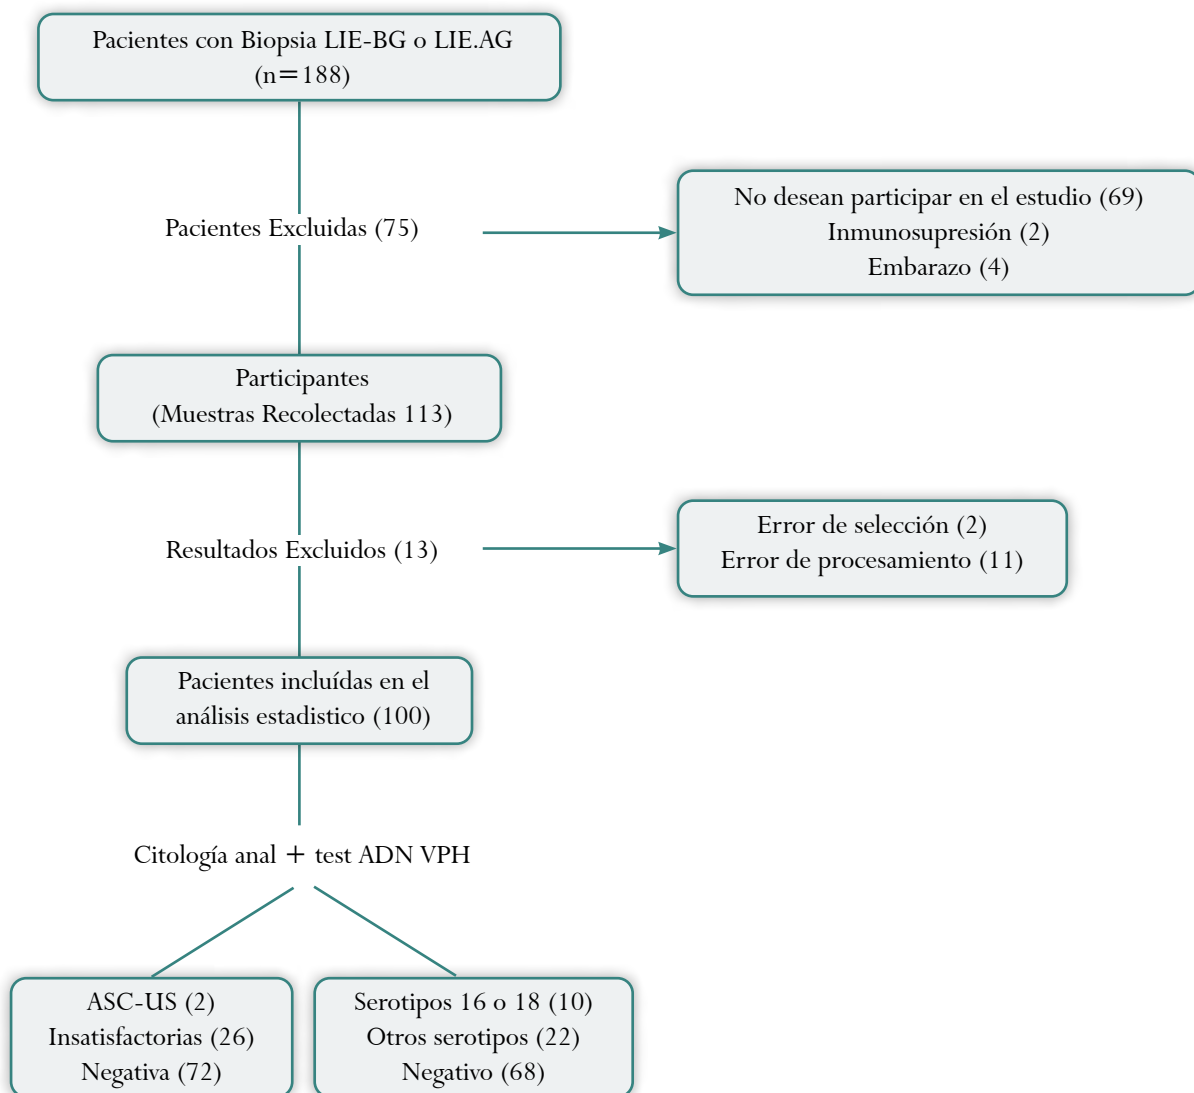 Pacientes con Biopsia LIE-BG o LIE.AG
(n=188)
Pacientes Excluidas (75)
No desean participar en el estudio (69)
Inmunosupresión (2)
Embarazo (4)
Participantes
(Muestras Recolectadas 113)
Resultados Excluidos (13)
Error de selección (2)
Error de procesamiento (11)
Pacientes incluídas en el
análisis estadistico (100)
Citología anal + test ADN VPH
ASC-US (2)
Insatisfactorias (26)
Negativa (72)
Serotipos 16 o 18 (10)
Otros serotipos (22)
Negativo (68)